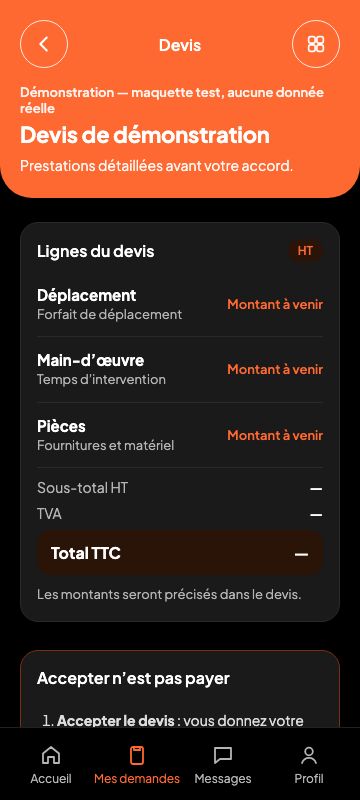 Devis
Démonstration — maquette test, aucune donnée
réelle
Devis de démonstration
Prestations détaillées avant votre accord.
Lignes du devis
HT
Déplacement
Forfait de déplacement
Montant à venir
Main-d’œuvre
Temps d’intervention
Montant à venir
Pièces
Fournitures et matériel
Montant à venir
Sous-total HT —
TVA —
Total TTC —
Les montants seront précisés dans le devis.
Accepter n’est pas payer
1. Accepter le devis : vous donnez votre
Accueil
Mes demandes
Messages
Profil